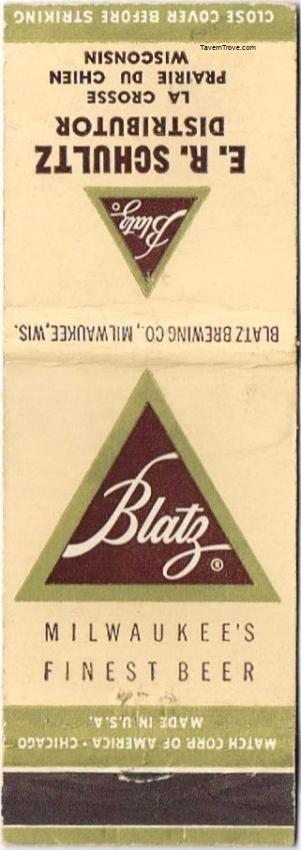 CLOSE COVER BEFORE STRIKING
TavernTrove.com
E. R. SCHULTZ
DISTRIBUTOR
LA CROSSE
PRAIRIE DU CHIEN
WISCONSIN
Blatz®
BLATZ BREWING CO., MILWAUKEE, WIS.
Blatz®
MILWAUKEE'S
FINEST BEER
MATCH CORP. OF AMERICA • CHICAGO
MADE IN U.S.A.